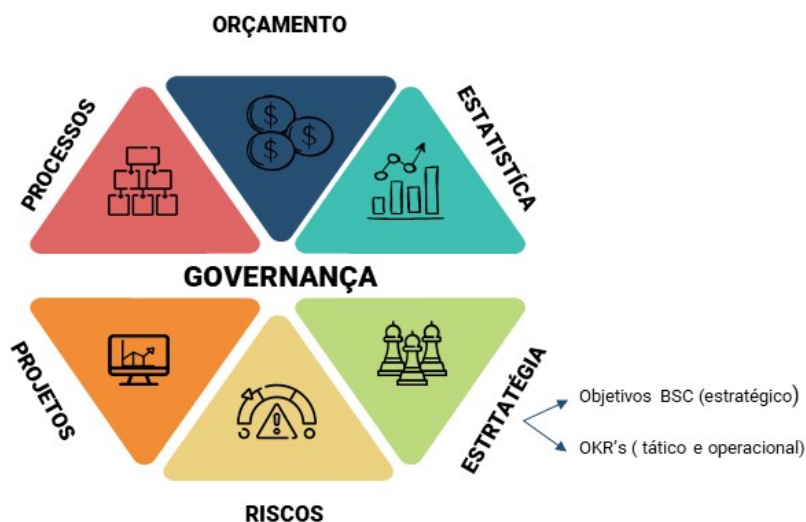 ORÇAMENTO
PROCESSOS
ESTATISTÍCA
$
$
$
GOVERNANÇA
PROJETOS
ESTRTATÉGIA
Objetivos BSC (estratégico)
OKR's ( tático e operacional)
!
RISCOS